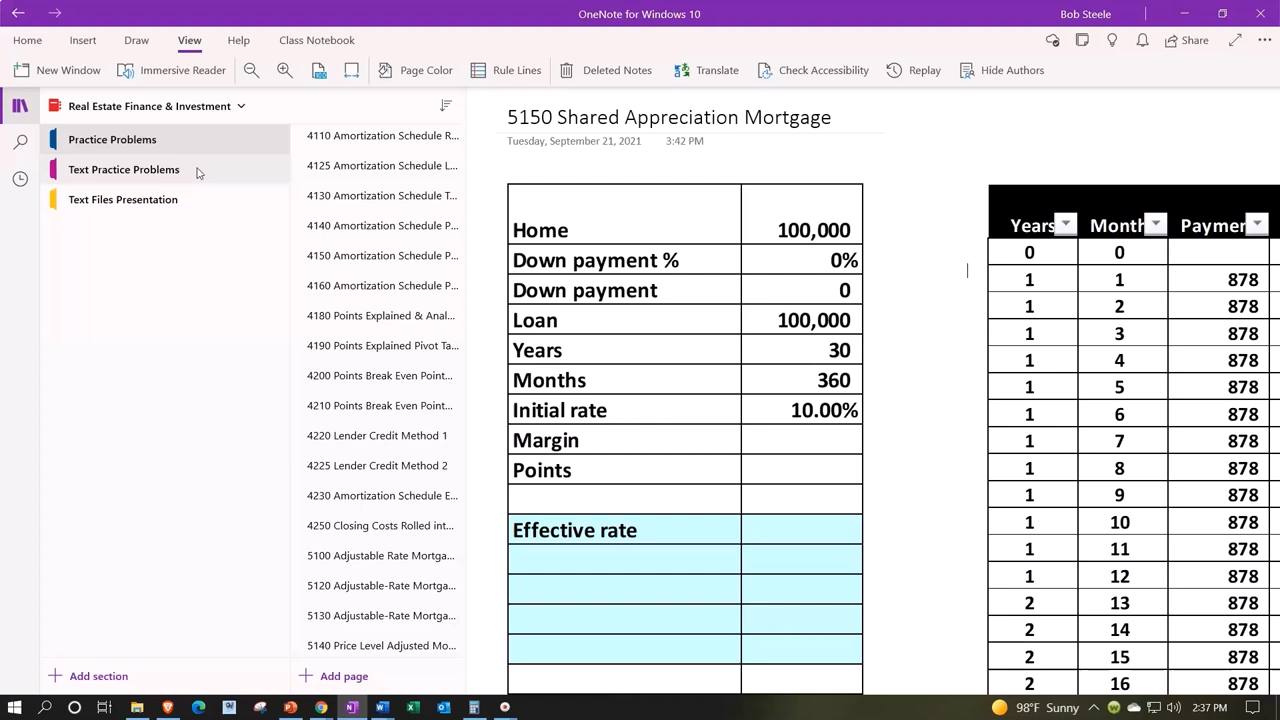 OneNote for Windows 10
Bob Steele
Home Insert Draw View Help Class Notebook
Share
New Window Immersive Reader Page Color Rule Lines Deleted Notes Translate Check Accessibility Replay Hide Authors
Real Estate Finance & Investment
Practice Problems
Text Practice Problems
Text Files Presentation
4110 Amortization Schedule R...
4125 Amortization Schedule L...
4130 Amortization Schedule T...
4140 Amortization Schedule P...
4150 Amortization Schedule P...
4160 Amortization Schedule P...
4180 Points Explained & Anal...
4190 Points Explained Pivot Ta...
4200 Points Break Even Point...
4210 Points Break Even Point...
4220 Lender Credit Method 1
4225 Lender Credit Method 2
4230 Amortization Schedule E...
4250 Closing Costs Rolled int...
5100 Adjustable Rate Mortga...
5120 Adjustable-Rate Mortga...
5130 Adjustable-Rate Mortga...
5140 Price Level Adjusted Mo...
Add section
Add page
5150 Shared Appreciation Mortgage
Tuesday, September 21, 2021 3:42 PM
Home 100,000
Down payment % 0%
Down payment 0
Loan 100,000
Years 30
Months 360
Initial rate 10.00%
Margin
Points
Effective rate
Years Month Paymer
0 0
1 1 878
1 2 878
1 3 878
1 4 878
1 5 878
1 6 878
1 7 878
1 8 878
1 9 878
1 10 878
1 11 878
1 12 878
2 13 878
2 14 878
2 15 878
2 16 878
98°F Sunny
2:37 PM